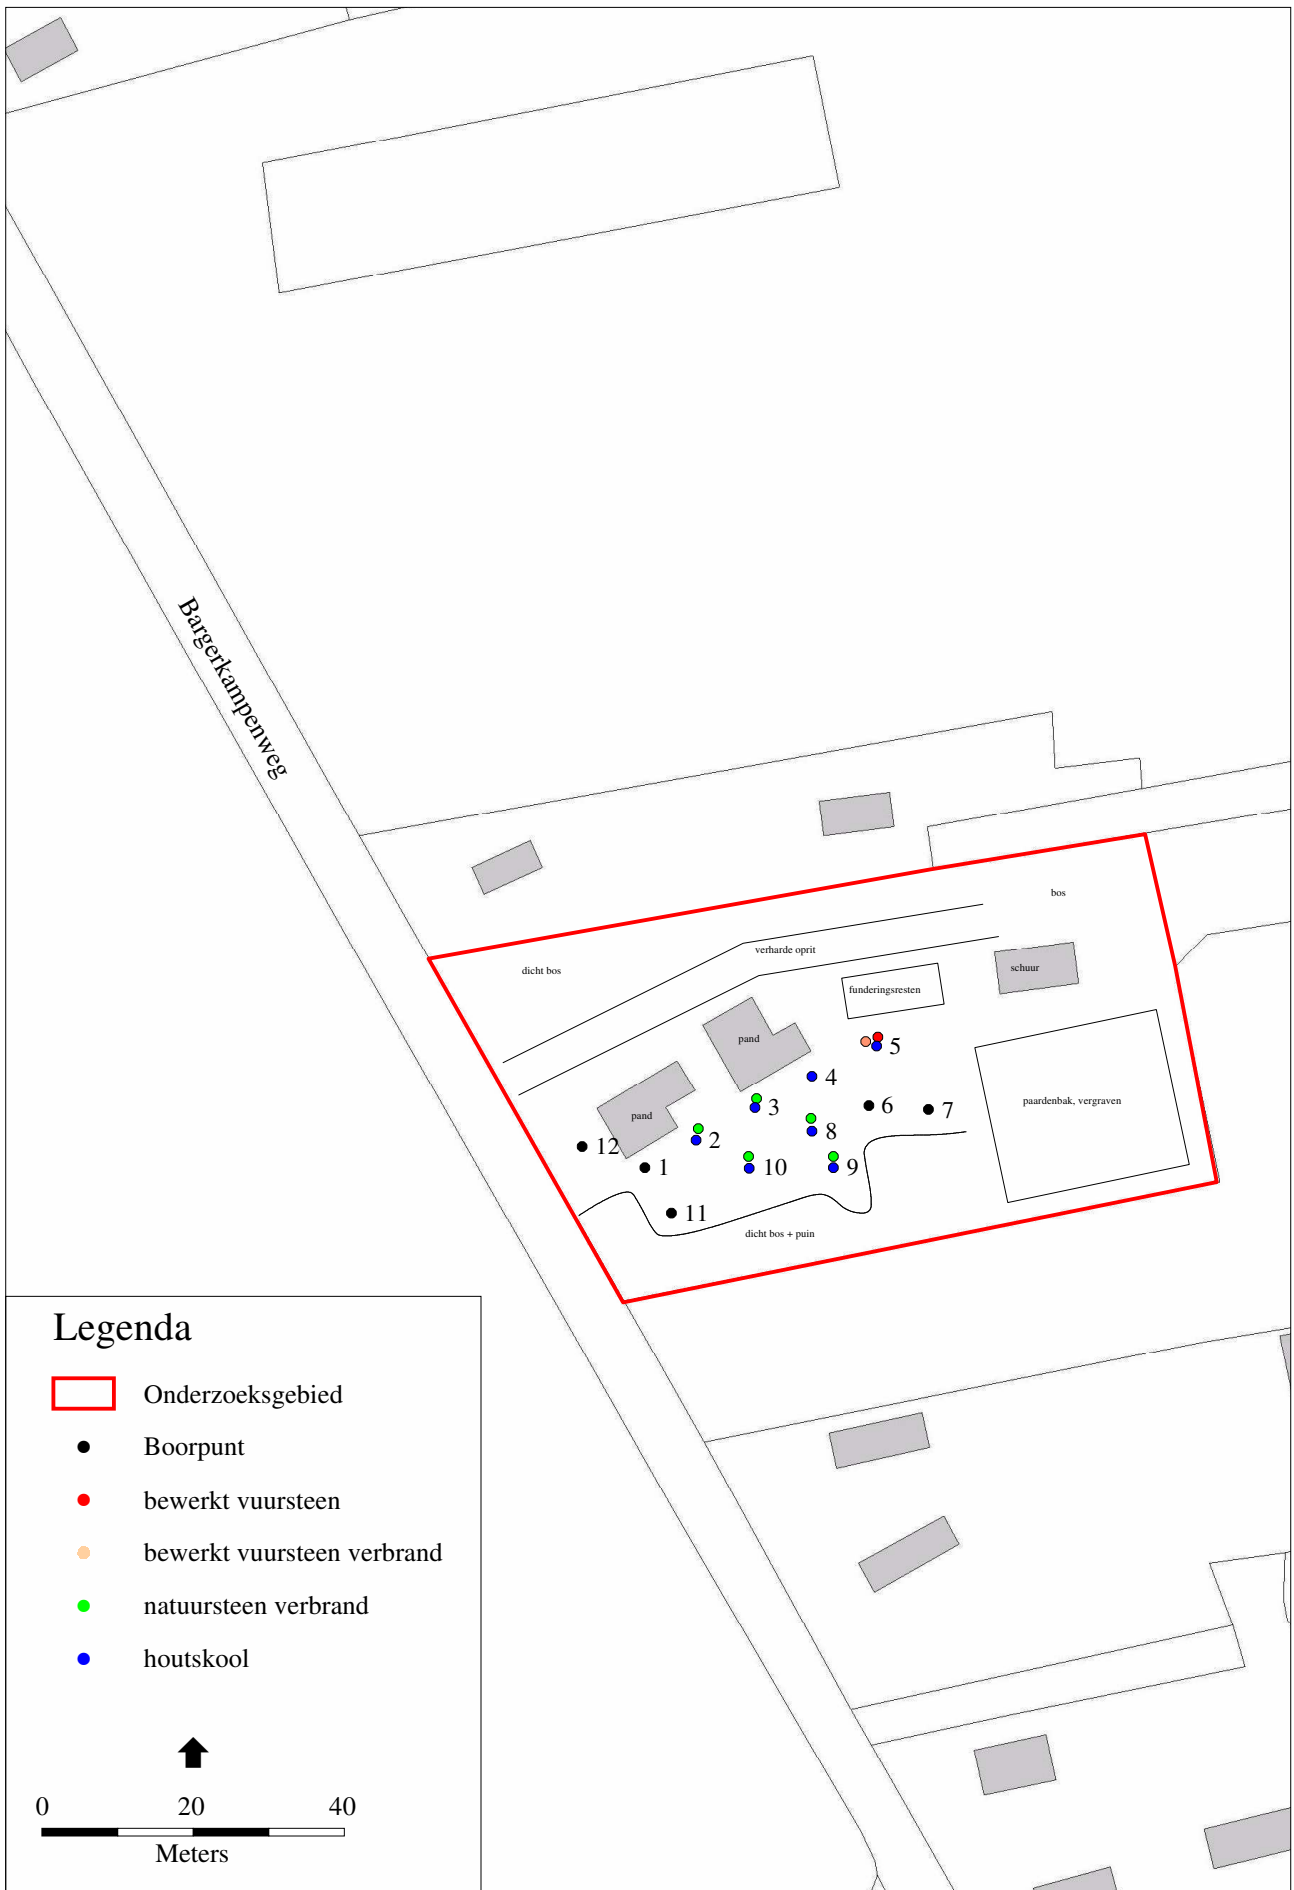 Bargerkampenweg
bos
verharde oprit
dicht bos
schuur
funderingsresten
pand
5
4
paardenbak, vergraven
6
7
3
pand
8
2
12
1
10
9
11
dicht bos + puin
Legenda
Onderzoeksgebied
Boorpunt
bewerkt vuursteen
bewerkt vuursteen verbrand
natuursteen verbrand
houtskool
0 20 40
Meters